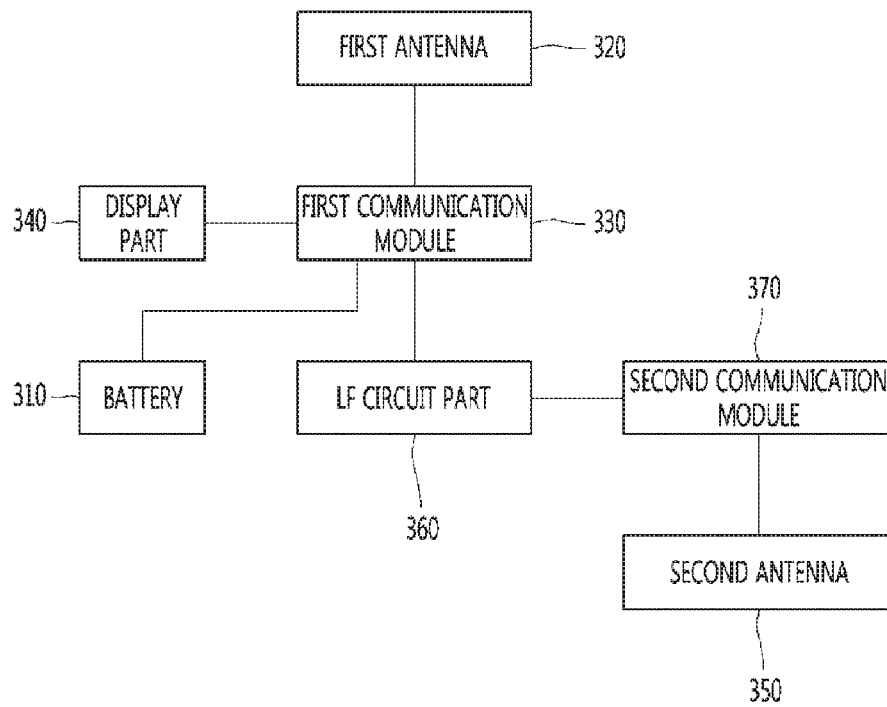 FIRST ANTENNA
320
340
DISPLAY
PART
FIRST COMMUNICATION
MODULE
330
370
310
BATTERY
LF CIRCUIT PART
SECOND COMMUNICATION
MODULE
360
SECOND ANTENNA
350